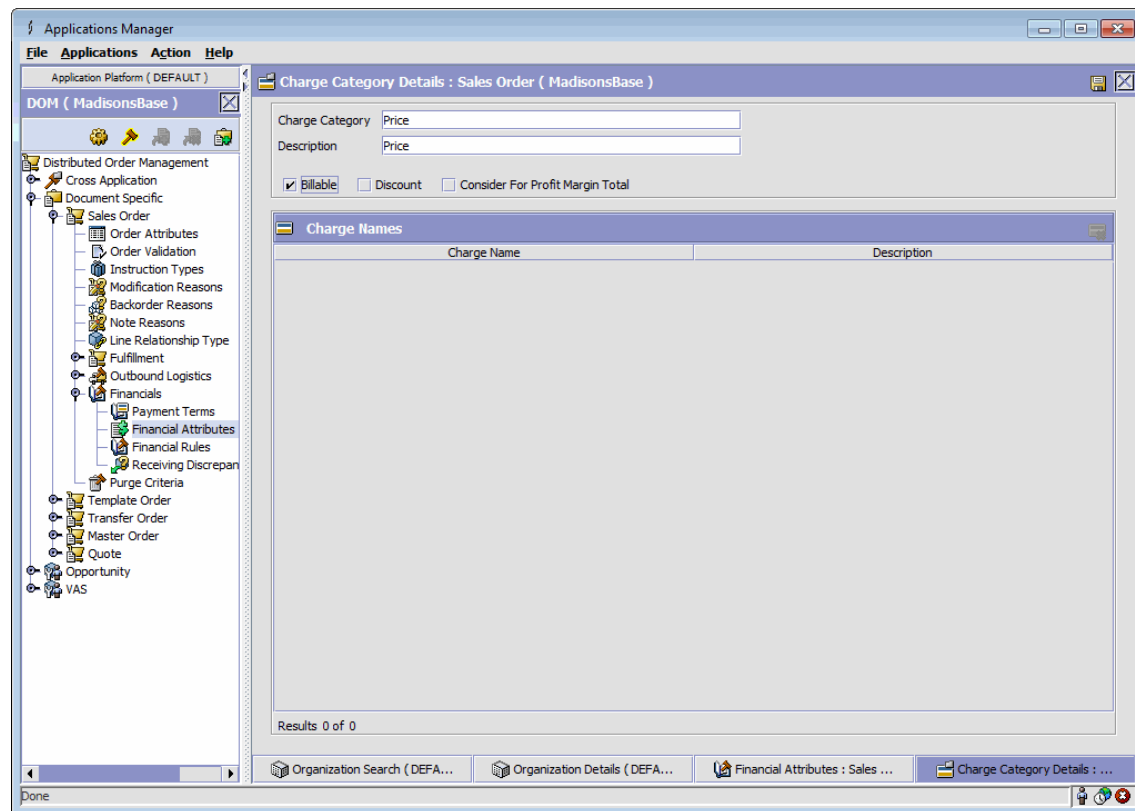 Applications Manager
File Applications Action Help
Application Platform ( DEFAULT )
DOM ( MadisonsBase )
Distributed Order Management
Cross Application
Document Specific
Sales Order
Order Attributes
Order Validation
Instruction Types
Modification Reasons
Backorder Reasons
Note Reasons
Line Relationship Type
Fulfillment
Outbound Logistics
Financials
Payment Terms
Financial Attributes
Financial Rules
Receiving Discrepan
Purge Criteria
Template Order
Transfer Order
Master Order
Quote
Opportunity
VAS
Charge Category Details : Sales Order ( MadisonsBase )
Charge Category Price
Description Price
Billable Discount Consider For Profit Margin Total
Charge Names
Charge Name Description
Results 0 of 0
Organization Search ( DEFA... Organization Details ( DEFA... Financial Attributes : Sales ... Charge Category Details : ...
Done